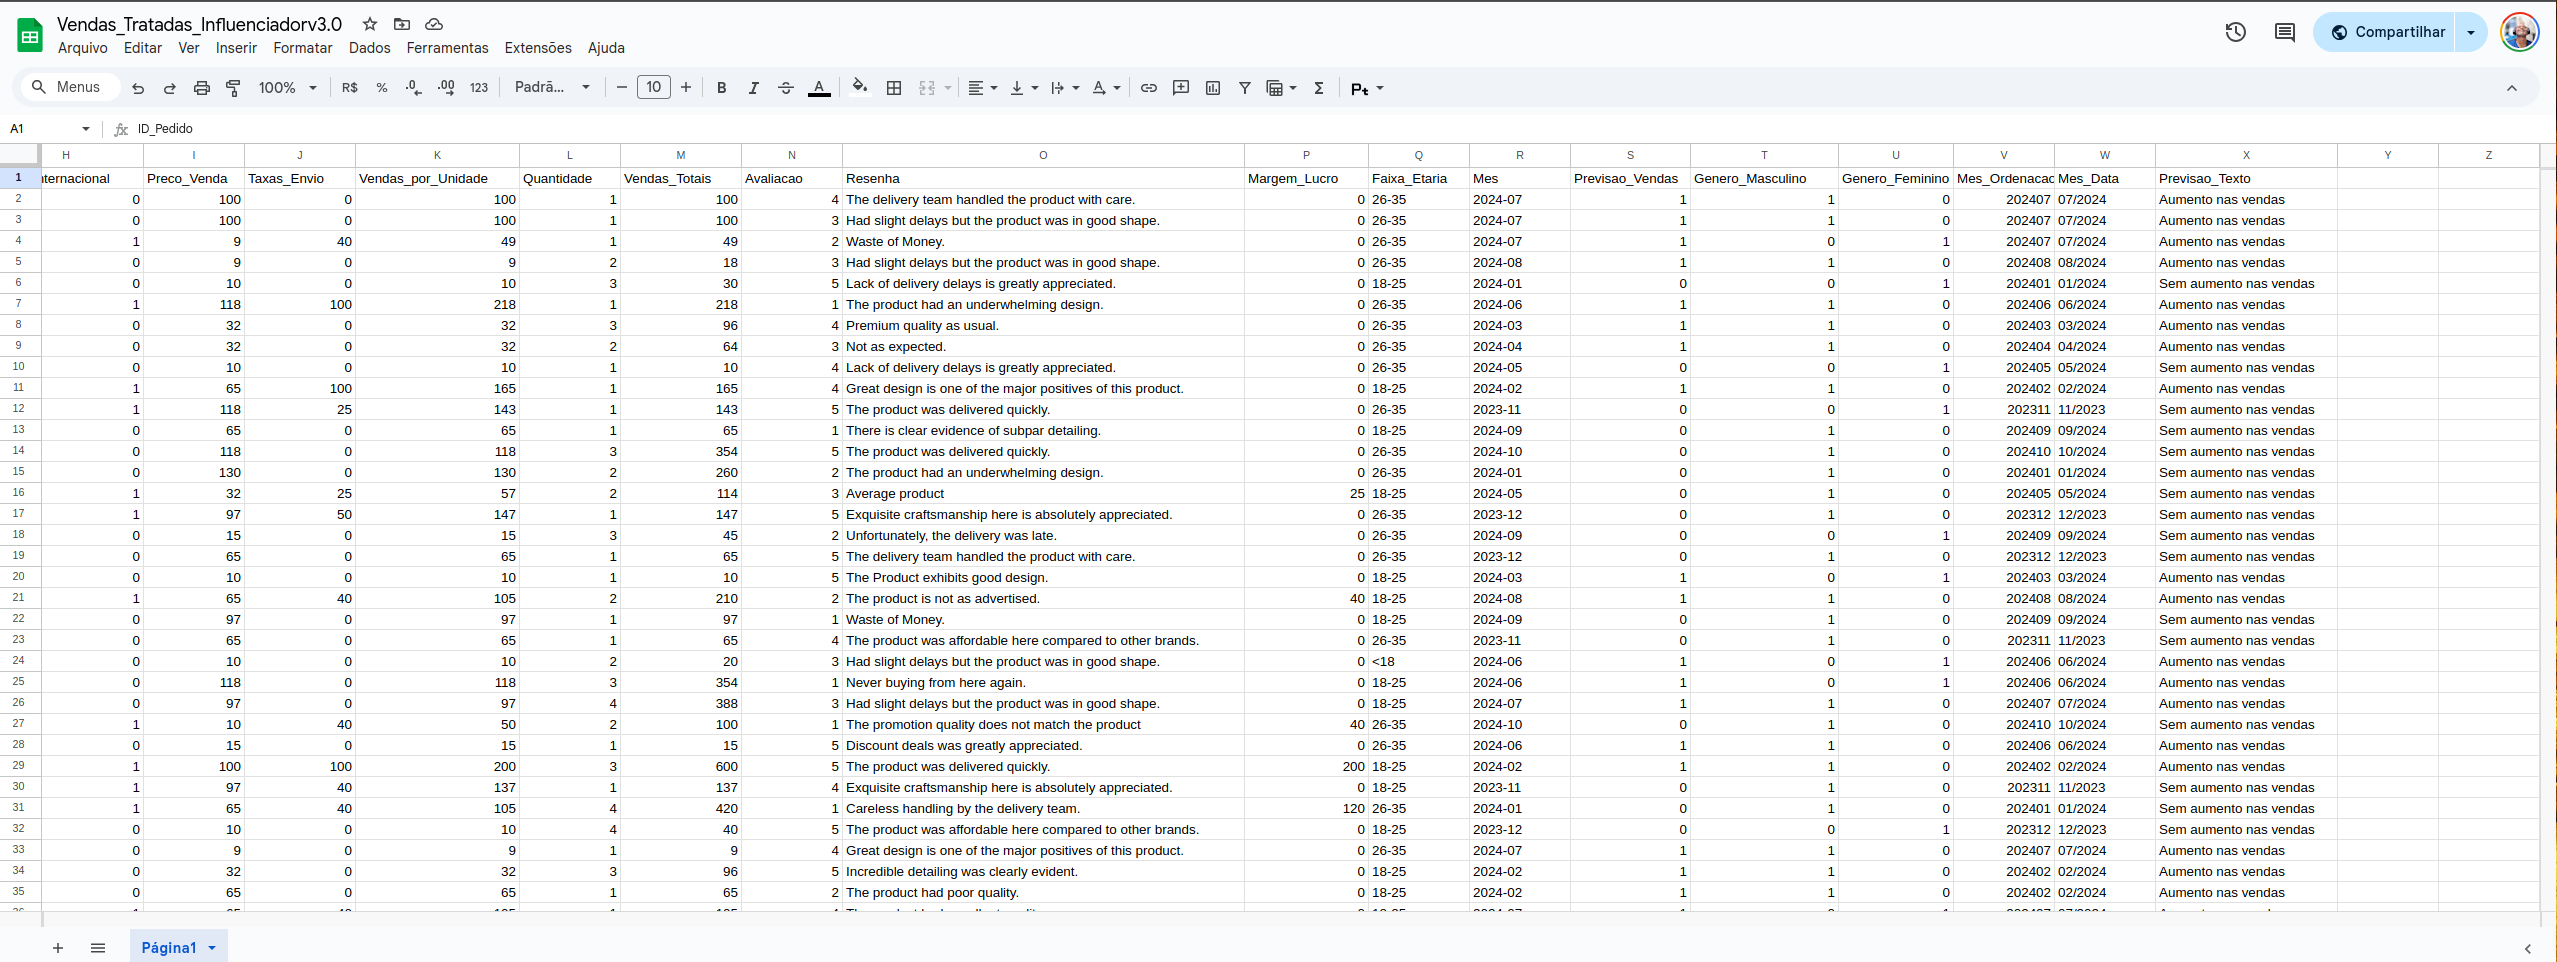 Vendas_Tratadas_Influenciadorv3.0
Arquivo Editar Ver Inserir Formatar Dados Ferramentas Extensões Ajuda
Compartilhar
Menus 100% R$ % .0 .00 123 Padrã... 10 B I A Σ Pt
A1 fx ID_Pedido
H I J K L M N O P Q R S T U V W X Y Z
1 nternacional Preco_Venda Taxas_Envio Vendas_por_Unidade Quantidade Vendas_Totais Avaliacao Resenha Margem_Lucro Faixa_Etaria Mes Previsao_Vendas Genero_Masculino Genero_Feminino Mes_Ordenacao Mes_Data Previsao_Texto
2 0 100 0 100 1 100 4 The delivery team handled the product with care. 0 26-35 2024-07 1 1 0 202407 07/2024 Aumento nas vendas
3 0 100 0 100 1 100 3 Had slight delays but the product was in good shape. 0 26-35 2024-07 1 1 0 202407 07/2024 Aumento nas vendas
4 1 9 40 49 1 49 2 Waste of Money. 0 26-35 2024-07 1 0 1 202407 07/2024 Aumento nas vendas
5 0 9 0 9 2 18 3 Had slight delays but the product was in good shape. 0 26-35 2024-08 1 1 0 202408 08/2024 Aumento nas vendas
6 0 10 0 10 3 30 5 Lack of delivery delays is greatly appreciated. 0 18-25 2024-01 0 0 1 202401 01/2024 Sem aumento nas vendas
7 1 118 100 218 1 218 1 The product had an underwhelming design. 0 26-35 2024-06 1 1 0 202406 06/2024 Aumento nas vendas
8 0 32 0 32 3 96 4 Premium quality as usual. 0 26-35 2024-03 1 1 0 202403 03/2024 Aumento nas vendas
9 0 32 0 32 2 64 3 Not as expected. 0 26-35 2024-04 1 1 0 202404 04/2024 Aumento nas vendas
10 0 10 0 10 1 10 4 Lack of delivery delays is greatly appreciated. 0 26-35 2024-05 0 0 1 202405 05/2024 Sem aumento nas vendas
11 1 65 100 165 1 165 4 Great design is one of the major positives of this product. 0 18-25 2024-02 1 1 0 202402 02/2024 Aumento nas vendas
12 1 118 25 143 1 143 5 The product was delivered quickly. 0 26-35 2023-11 0 0 1 202311 11/2023 Sem aumento nas vendas
13 0 65 0 65 1 65 1 There is clear evidence of subpar detailing. 0 18-25 2024-09 0 1 0 202409 09/2024 Sem aumento nas vendas
14 0 118 0 118 3 354 5 The product was delivered quickly. 0 26-35 2024-10 0 1 0 202410 10/2024 Sem aumento nas vendas
15 0 130 0 130 2 260 2 The product had an underwhelming design. 0 26-35 2024-01 0 1 0 202401 01/2024 Sem aumento nas vendas
16 1 32 25 57 2 114 3 Average product 25 18-25 2024-05 0 1 0 202405 05/2024 Sem aumento nas vendas
17 1 97 50 147 1 147 5 Exquisite craftsmanship here is absolutely appreciated. 0 26-35 2023-12 0 1 0 202312 12/2023 Sem aumento nas vendas
18 0 15 0 15 3 45 2 Unfortunately, the delivery was late. 0 26-35 2024-09 0 0 1 202409 09/2024 Sem aumento nas vendas
19 0 65 0 65 1 65 5 The delivery team handled the product with care. 0 26-35 2023-12 0 1 0 202312 12/2023 Sem aumento nas vendas
20 0 10 0 10 1 10 5 The Product exhibits good design. 0 18-25 2024-03 1 0 1 202403 03/2024 Aumento nas vendas
21 1 65 40 105 2 210 2 The product is not as advertised. 40 18-25 2024-08 1 1 0 202408 08/2024 Aumento nas vendas
22 0 97 0 97 1 97 1 Waste of Money. 0 18-25 2024-09 0 1 0 202409 09/2024 Sem aumento nas vendas
23 0 65 0 65 1 65 4 The product was affordable here compared to other brands. 0 26-35 2023-11 0 1 0 202311 11/2023 Sem aumento nas vendas
24 0 10 0 10 2 20 3 Had slight delays but the product was in good shape. 0 <18 2024-06 1 0 1 202406 06/2024 Aumento nas vendas
25 0 118 0 118 3 354 1 Never buying from here again. 0 18-25 2024-06 1 0 1 202406 06/2024 Aumento nas vendas
26 0 97 0 97 4 388 3 Had slight delays but the product was in good shape. 0 18-25 2024-07 1 1 0 202407 07/2024 Aumento nas vendas
27 1 10 40 50 2 100 1 The promotion quality does not match the product 40 26-35 2024-10 0 1 0 202410 10/2024 Sem aumento nas vendas
28 0 15 0 15 1 15 5 Discount deals was greatly appreciated. 0 26-35 2024-06 1 1 0 202406 06/2024 Aumento nas vendas
29 1 100 100 200 3 600 5 The product was delivered quickly. 200 18-25 2024-02 1 1 0 202402 02/2024 Aumento nas vendas
30 1 97 40 137 1 137 4 Exquisite craftsmanship here is absolutely appreciated. 0 18-25 2023-11 0 1 0 202311 11/2023 Sem aumento nas vendas
31 1 65 40 105 4 420 1 Careless handling by the delivery team. 120 26-35 2024-01 0 1 0 202401 01/2024 Sem aumento nas vendas
32 0 10 0 10 4 40 5 The product was affordable here compared to other brands. 0 18-25 2023-12 0 0 1 202312 12/2023 Sem aumento nas vendas
33 0 9 0 9 1 9 4 Great design is one of the major positives of this product. 0 26-35 2024-07 1 1 0 202407 07/2024 Aumento nas vendas
34 0 32 0 32 3 96 5 Incredible detailing was clearly evident. 0 18-25 2024-02 1 1 0 202402 02/2024 Aumento nas vendas
35 0 65 0 65 1 65 2 The product had poor quality. 0 18-25 2024-02 1 1 0 202402 02/2024 Aumento nas vendas
Página1